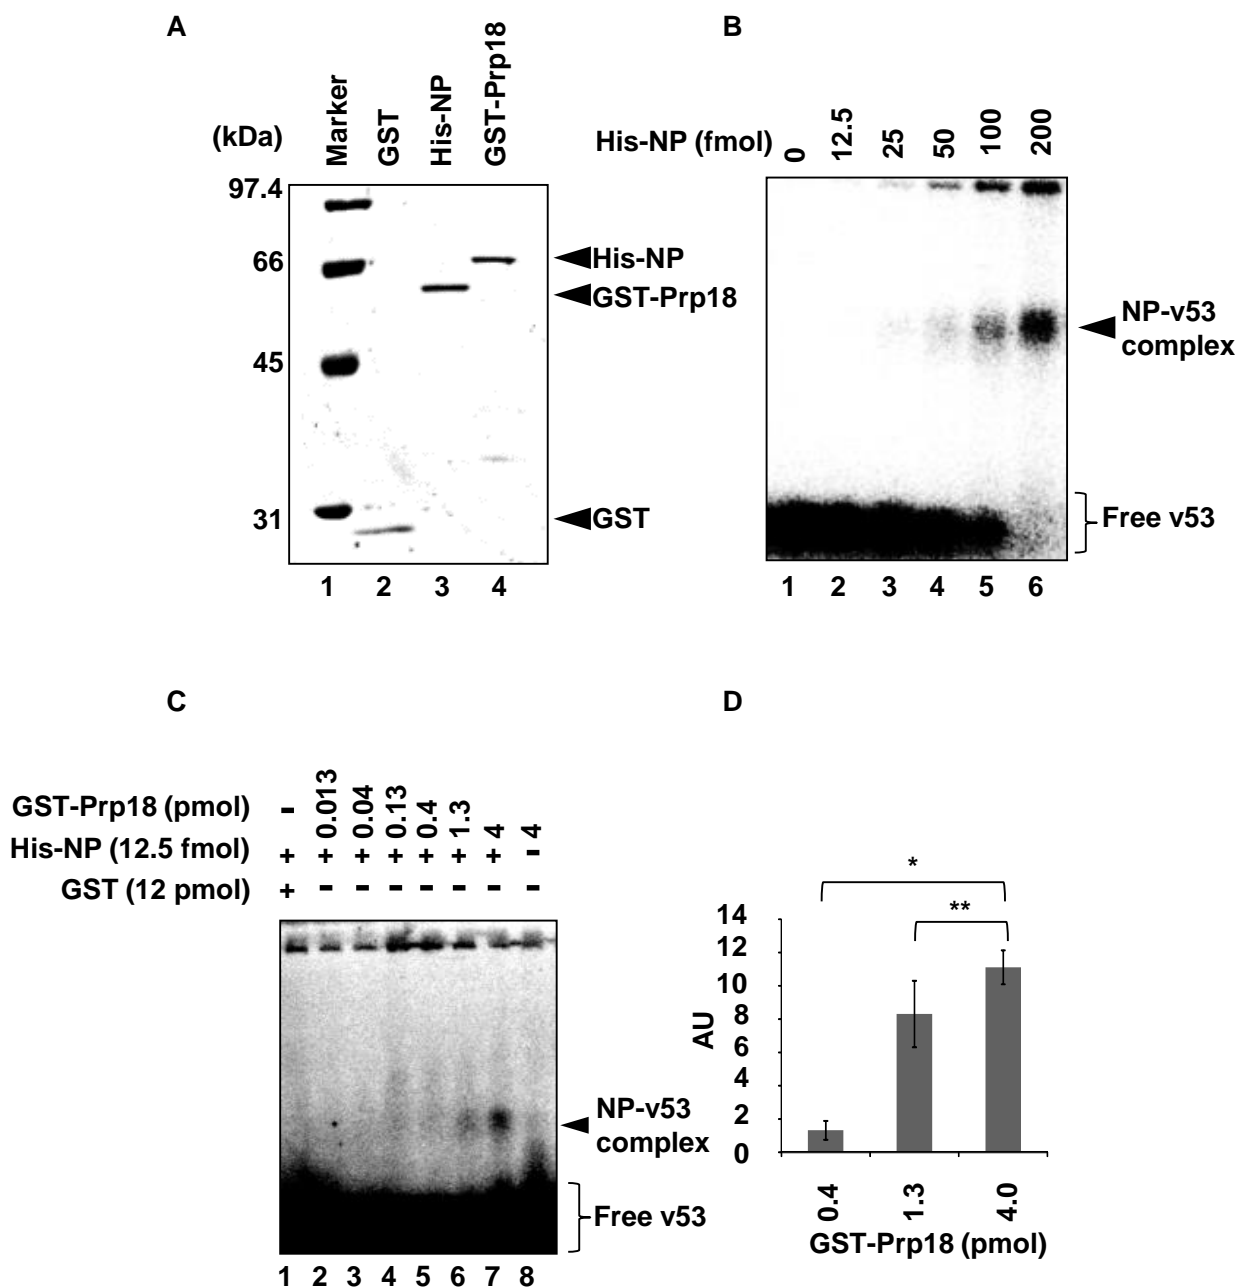 A
(kDa)
Marker
GST
His-NP
GST-Prp18
97.4
66
45
31
His-NP
GST-Prp18
GST
1 2 3 4
B
His-NP (fmol)
0
12.5
25
50
100
200
NP-v53
complex
Free v53
1 2 3 4 5 6
C
GST-Prp18 (pmol) - 0.013 0.04 0.13 0.4 1.3 4 4
His-NP (12.5 fmol) + + + + + + + -
GST (12 pmol) + - - - - - - -
NP-v53
complex
Free v53
1 2 3 4 5 6 7 8
D
*
**
14
12
10
8
6
4
2
0
AU
0.4
1.3
4.0
GST-Prp18 (pmol)